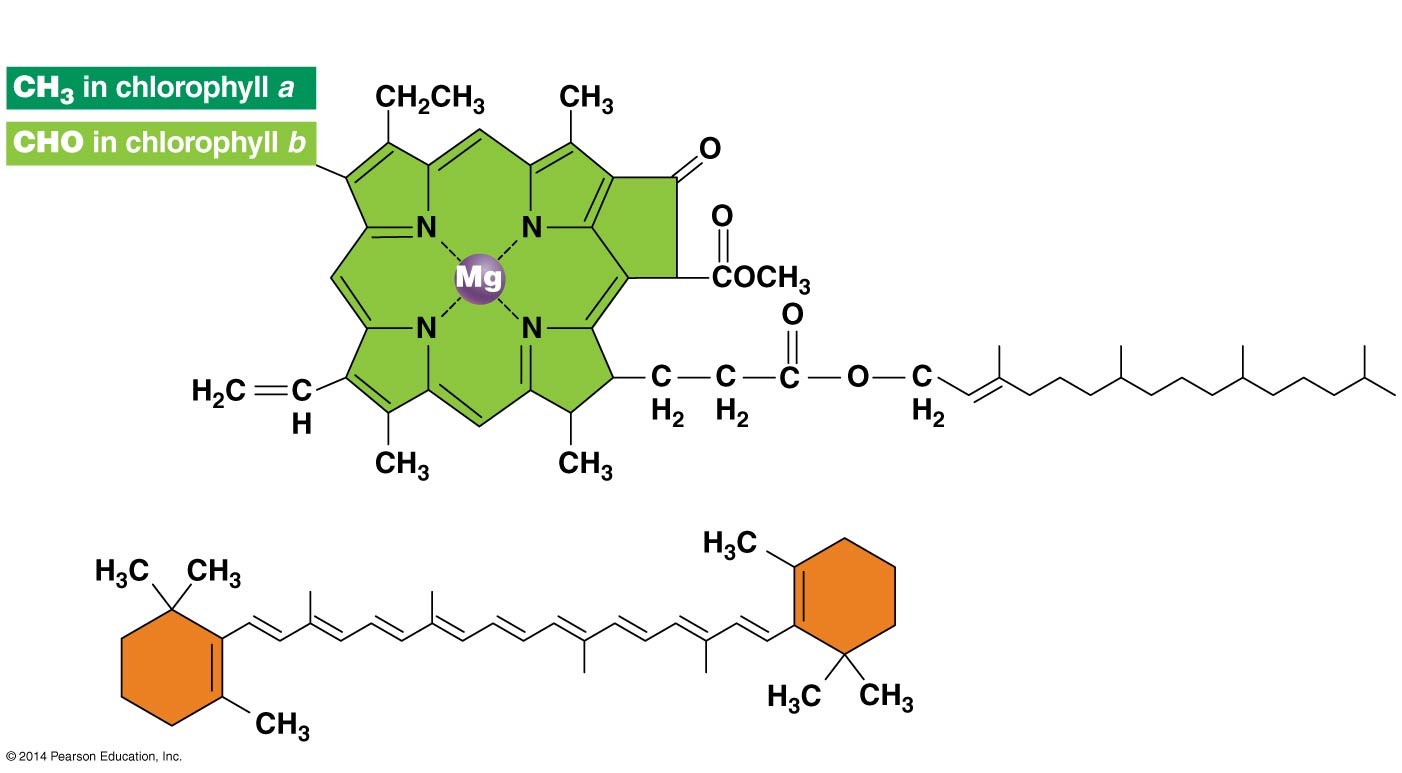 CH₃ in chlorophyll a
CHO in chlorophyll b
CH₂CH₃
CH₃
O
N
N
O
Mg
COCH₃
N
N
O
H₂C
C
H
C
H₂
C
H₂
C
O
C
H₂
CH₃
CH₃
H₃C
CH₃
CH₃
H₃C
H₃C
CH₃
© 2014 Pearson Education, Inc.